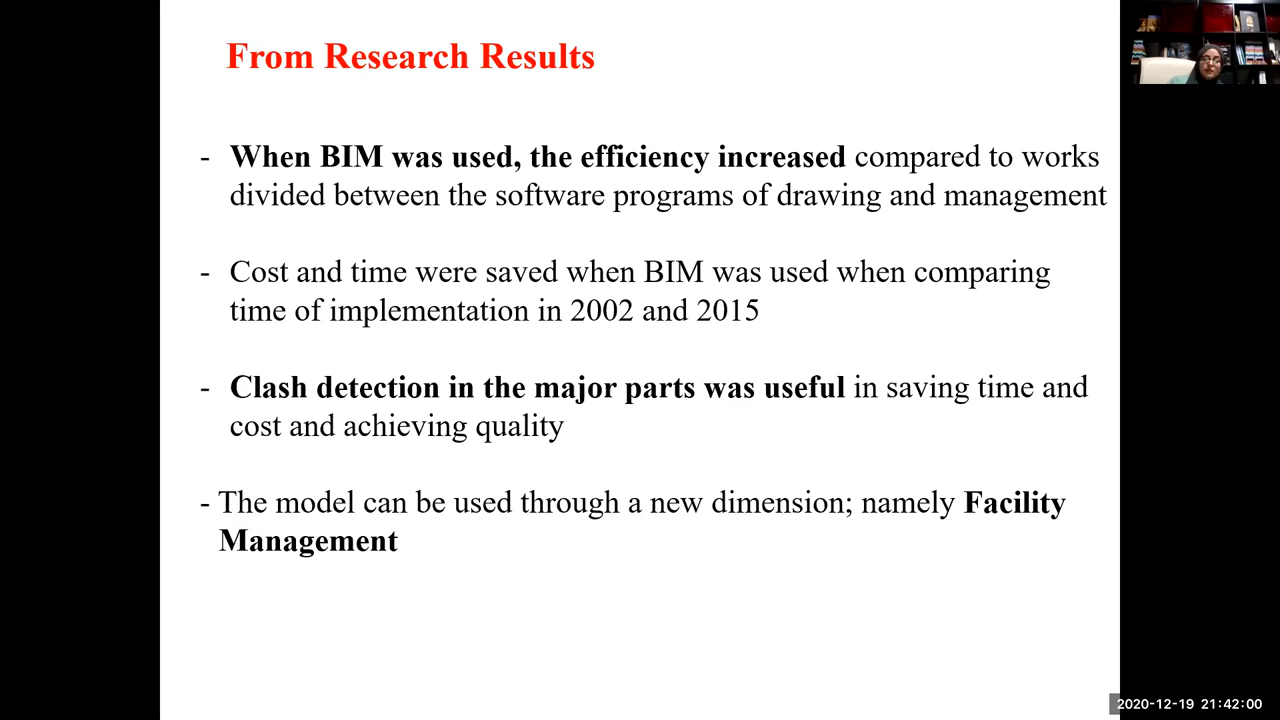 From Research Results
- When BIM was used, the efficiency increased compared to works
divided between the software programs of drawing and management
- Cost and time were saved when BIM was used when comparing
time of implementation in 2002 and 2015
- Clash detection in the major parts was useful in saving time and
cost and achieving quality
- The model can be used through a new dimension; namely Facility
Management
2020-12-19 21:42:00